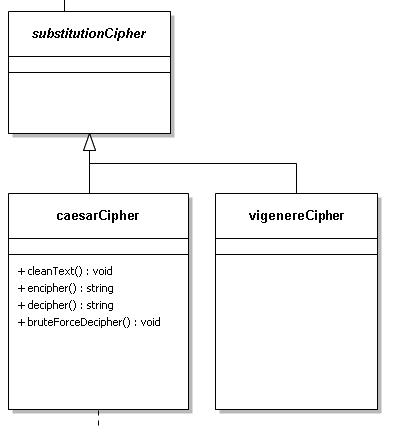 substitutionCipher
caesarCipher
+ cleanText() : void
+ encipher() : string
+ decipher() : string
+ bruteForceDecipher() : void
vigenereCipher